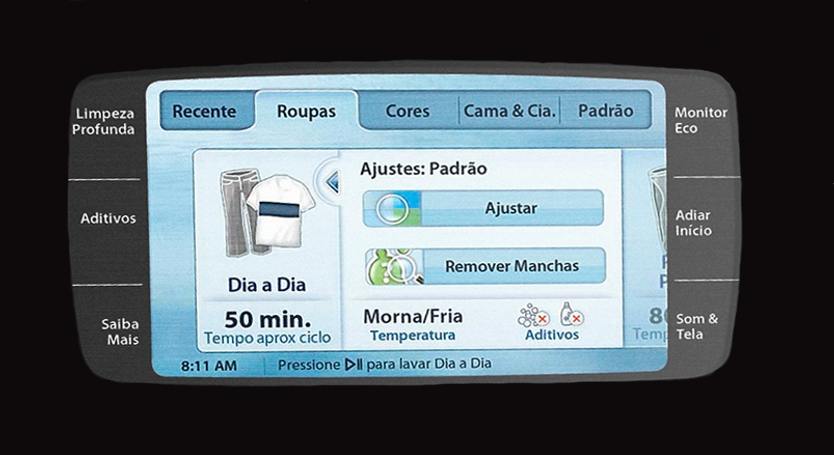 Limpeza
Profunda
Aditivos
Saiba
Mais
Recente
Roupas
Cores
Cama & Cia.
Padrão
Ajustes: Padrão
Ajustar
Remover Manchas
Dia a Dia
50 min.
Tempo aprox ciclo
Morna/Fria
Temperatura
Aditivos
8:11 AM
Pressione para lavar Dia a Dia
Monitor
Eco
Adiar
Início
Som &
Tela